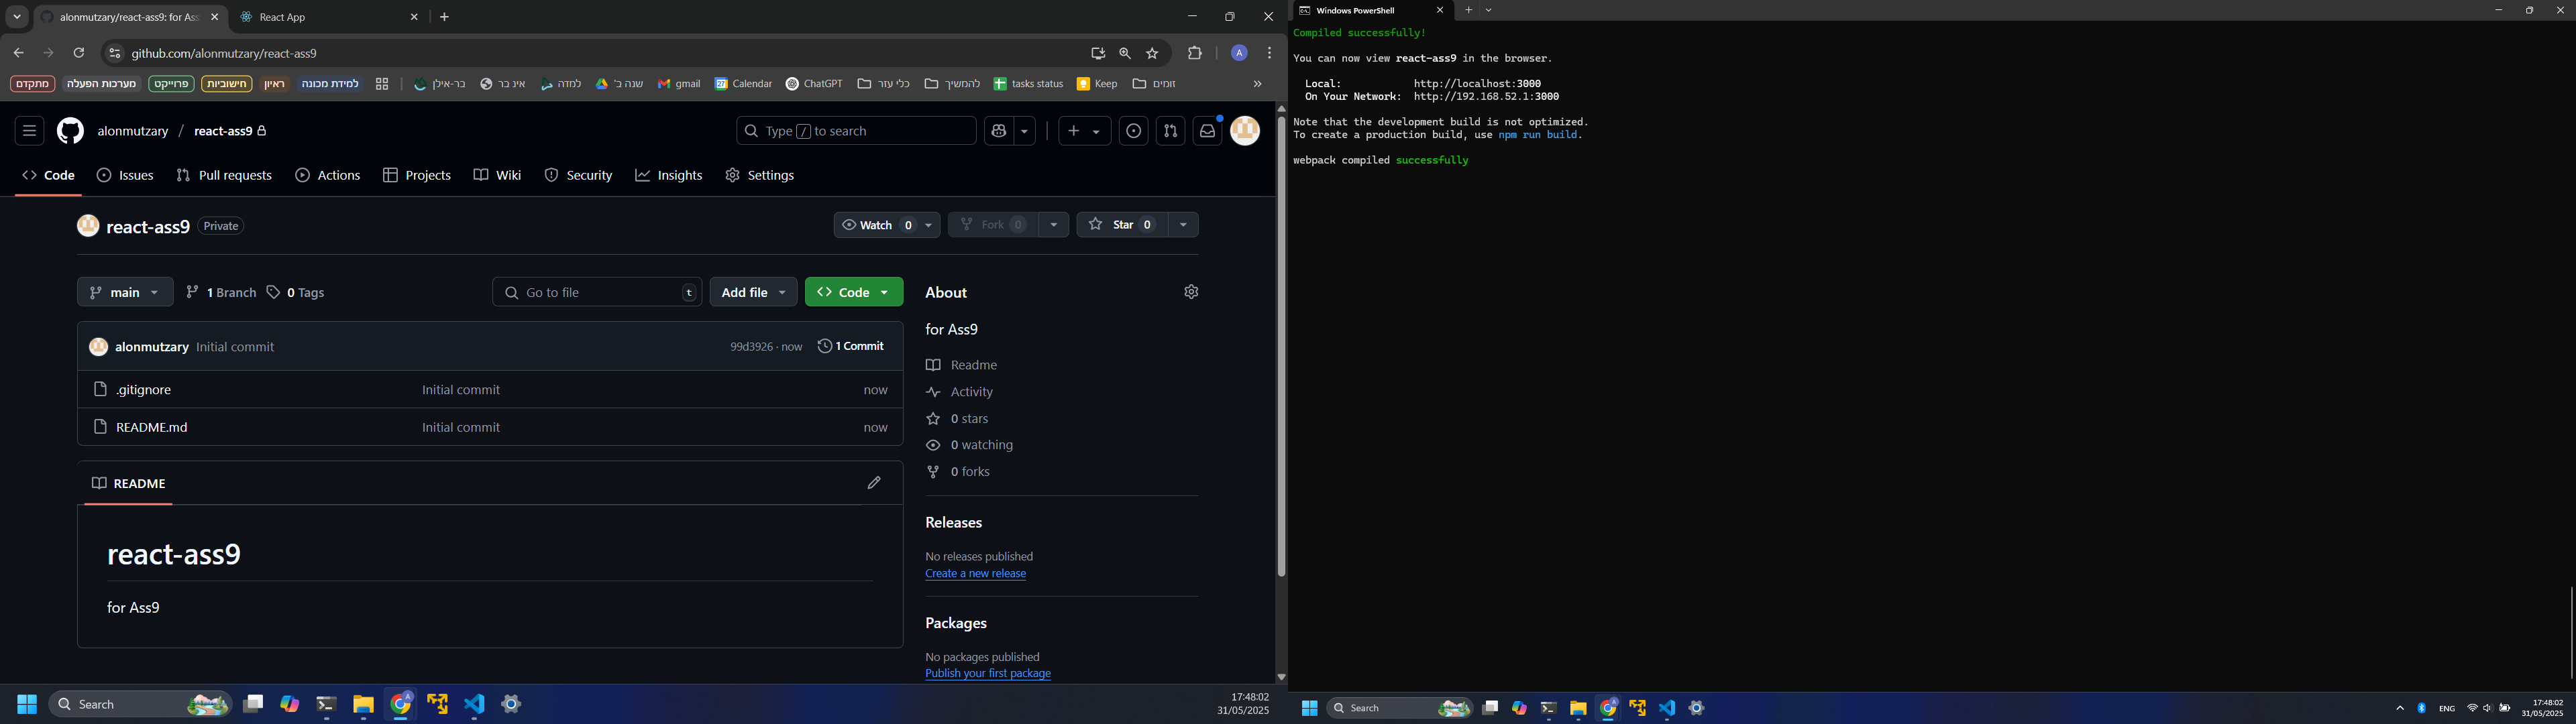 alonmutzary/react-ass9: for Ass
React App
github.com/alonmutzary/react-ass9
A
מתקדם
מערכות הפעלה
פרוייקט
חישוביות
ראיון
למידת מכונה
בר-אילן
אינ בר
למדה
שנה ב'
gmail
Calendar
ChatGPT
כלי עזר
להמשיך
tasks status
Keep
זומים
alonmutzary / react-ass9
Type / to search
Code
Issues
Pull requests
Actions
Projects
Wiki
Security
Insights
Settings
react-ass9 Private
Watch 0
Fork 0
Star 0
main
1 Branch
0 Tags
Go to file t
Add file
Code
alonmutzary Initial commit 99d3926 · now 1 Commit
.gitignore Initial commit now
README.md Initial commit now
README
react-ass9
for Ass9
About
for Ass9
Readme
Activity
0 stars
0 watching
0 forks
Releases
No releases published
Create a new release
Packages
No packages published
Publish your first package
Search
17:48:02
31/05/2025
Windows PowerShell
Compiled successfully!
You can now view react-ass9 in the browser.
Local: http://localhost:3000
On Your Network: http://192.168.52.1:3000
Note that the development build is not optimized.
To create a production build, use npm run build.
webpack compiled successfully
Search
ENG
17:48:02
31/05/2025